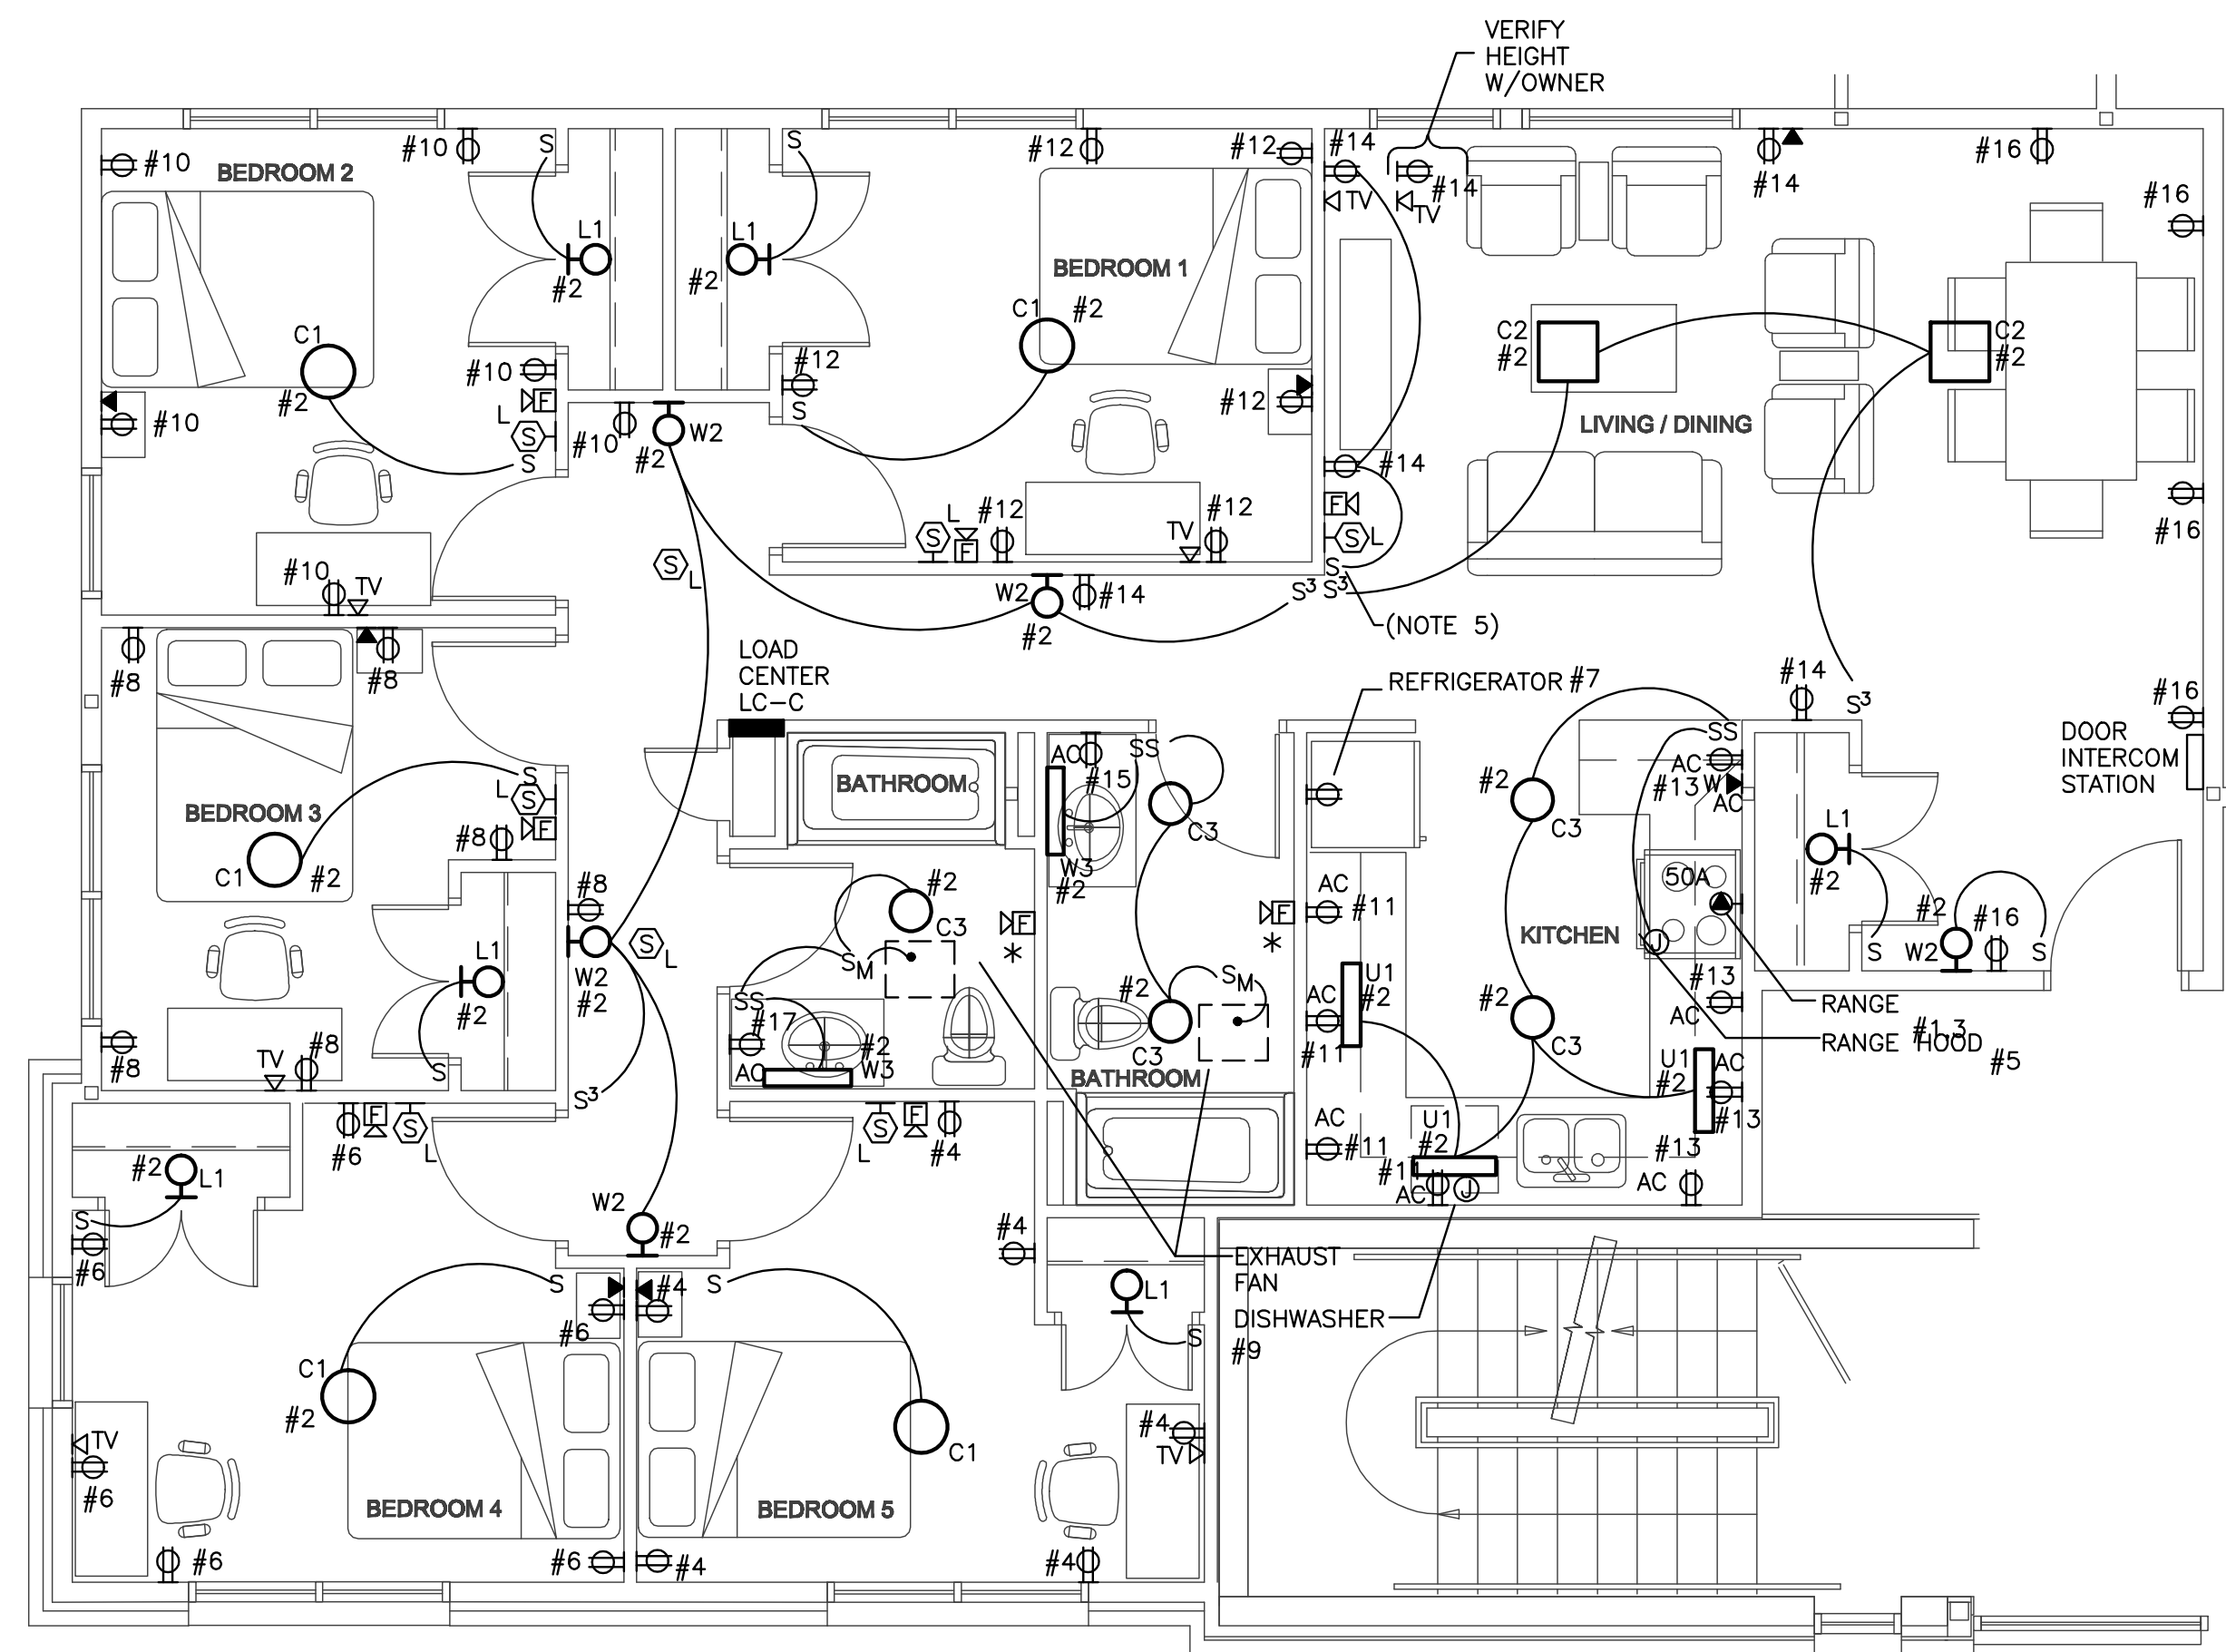 VERIFY
HEIGHT
W/OWNER
#10
BEDROOM 2
#10
S
L1
#2
S
L1
#2
#12
#12
BEDROOM 1
C1
#2
#14
TV
#14
TV
#14
#16
#16
C1
#2
#10
#10
F
L
S
S
#10
W2
#2
#12
S
#12
C2
#2
C2
#2
LIVING / DINING
#14
F
S
L
S
S3
S3
(NOTE 5)
#16
L
S
F
#12
TV
#12
S
L
W2
#2
#14
#10
TV
#8
#8
LOAD
CENTER
LC-C
REFRIGERATOR #7
#14
S3
#16
DOOR
INTERCOM
STATION
BEDROOM 3
C1
#2
S
L
S
F
#8
BATHROOM
AC
#15
SS
C3
W3
#2
#2
C3
SS
AC
#13
W
AC
L1
#2
#8
W2
#2
S
L
#2
C3
F
*
F
*
AC
#11
KITCHEN
50A
J
#2
W2
#16
S
S
L1
#2
S
SM
SS
#17
AC
#2
W3
#2
C3
SM
AC
#11
U1
#2
#2
C3
#13
AC
RANGE
#1,3
RANGE HOOD
#5
#8
TV
#8
S3
BATHROOM
U1
#2
AC
#13
#2
L1
S
#6
#6
F
S
L
S
L
F
#4
AC
#11
U1
#2
#11
AC
J
#13
AC
W2
#2
#4
L1
S
EXHAUST
FAN
DISHWASHER
#9
S
#6
S
#4
C1
#2
C1
TV
#6
BEDROOM 4
BEDROOM 5
#4
TV
#6
#6
#4
#4